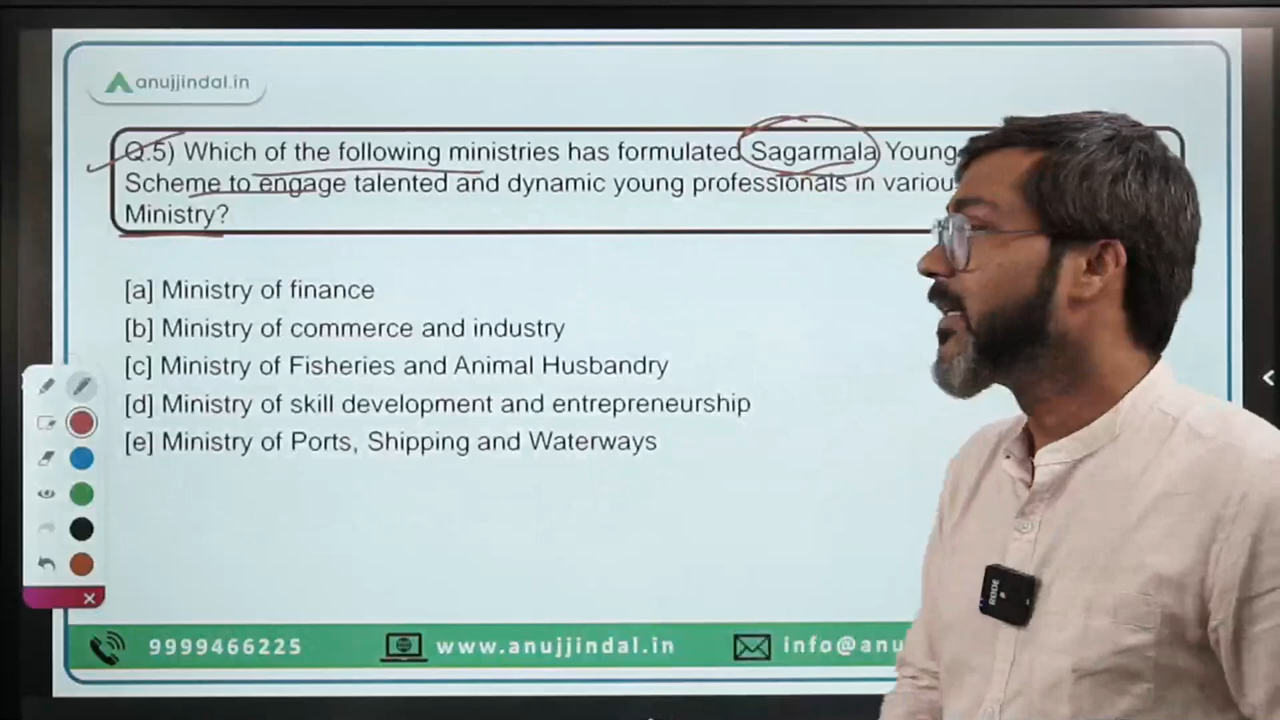 anujjindal.in
Q.5) Which of the following ministries has formulated Sagarmala Young
Scheme to engage talented and dynamic young professionals in
Ministry?
[a] Ministry of finance
[b] Ministry of commerce and industry
[c] Ministry of Fisheries and Animal Husbandry
[d] Ministry of skill development and entrepreneurship
[e] Ministry of Ports, Shipping and Waterways
9999466225 www.anujjindal.in info@anu
RØDE